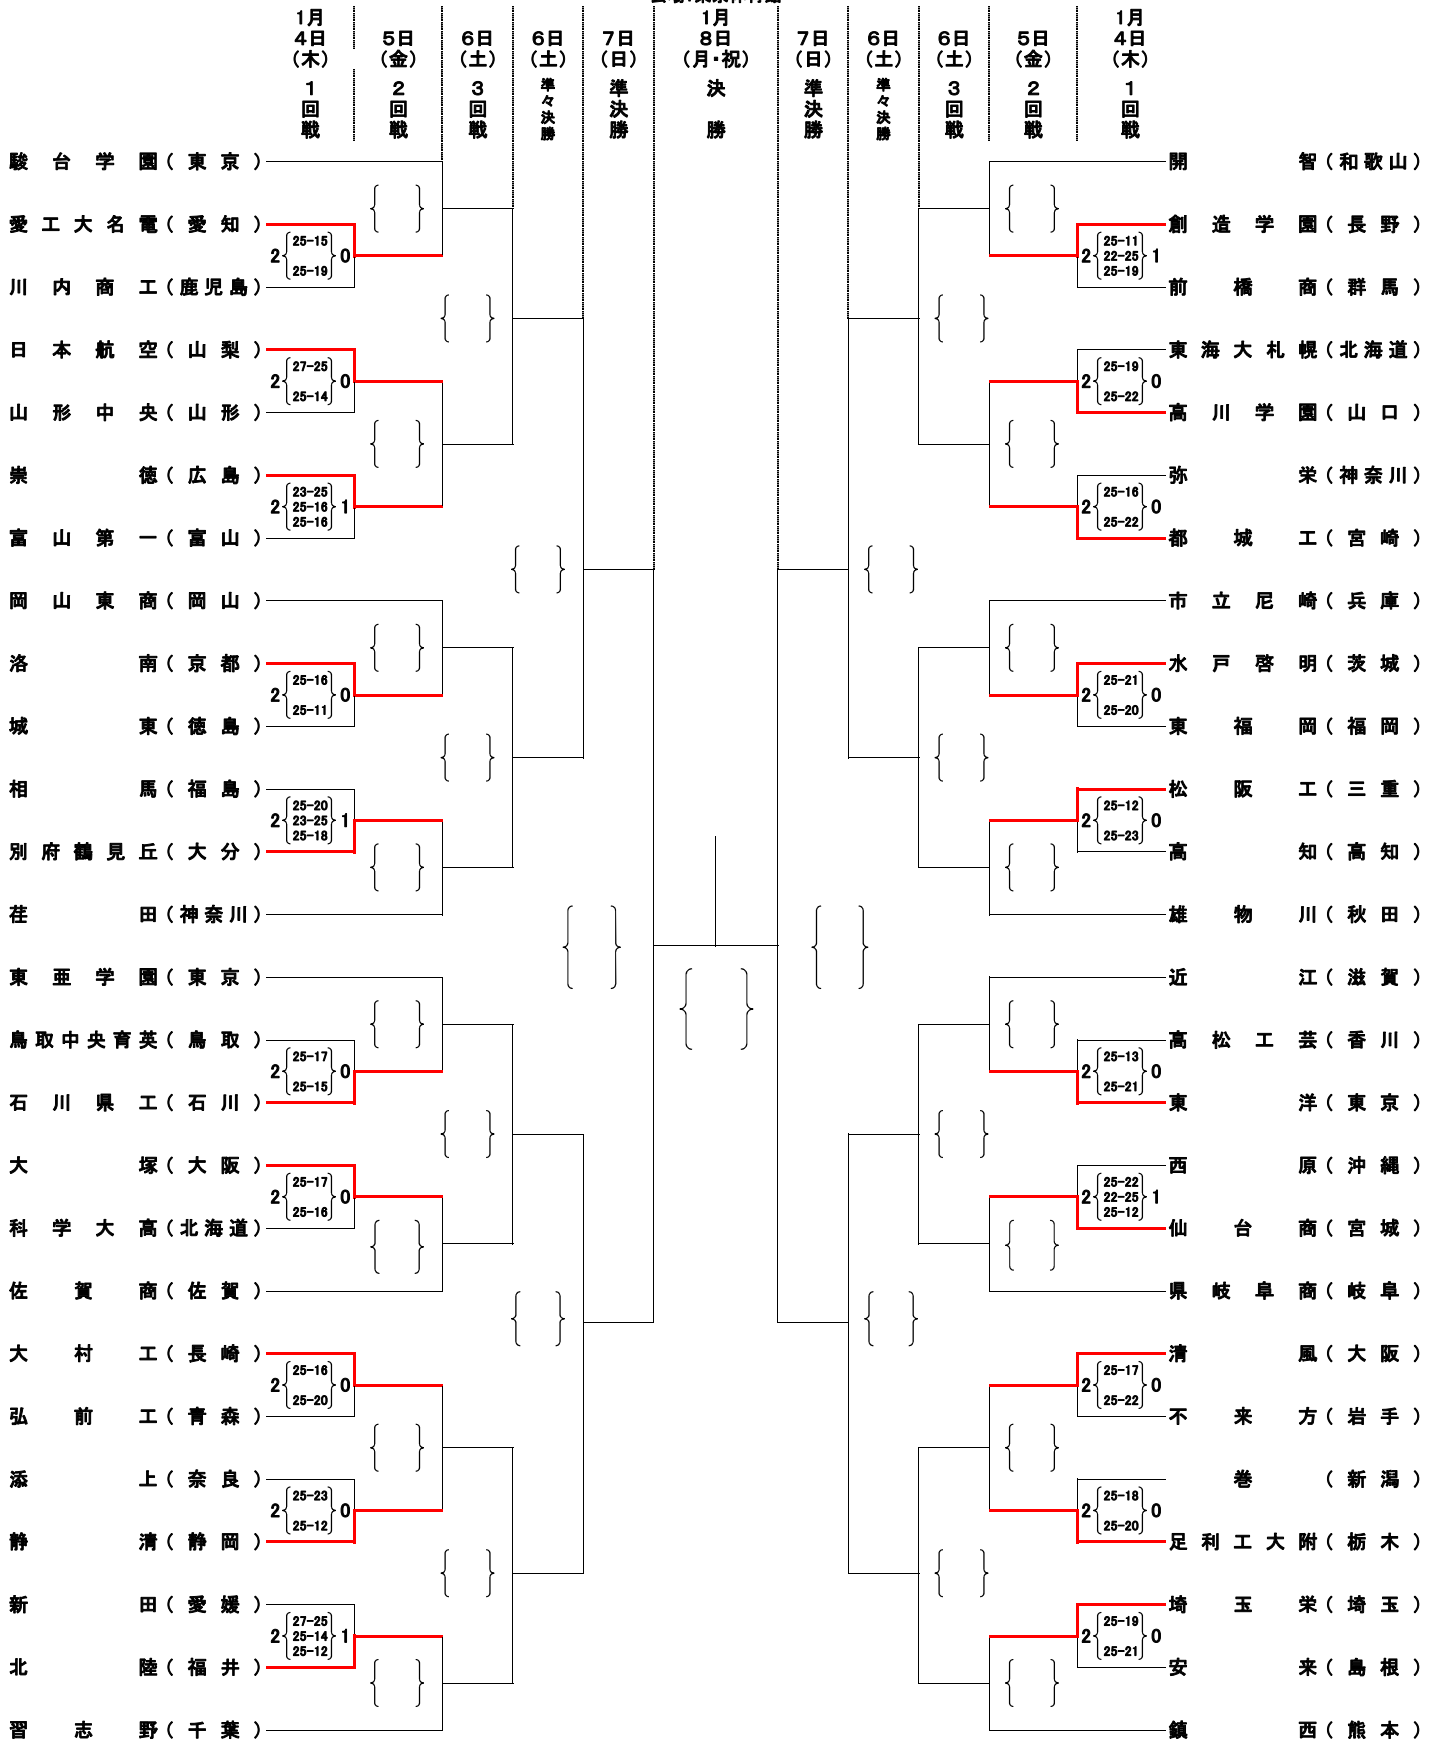 1月 4日 (木) 1回戦
5日 (金) 2回戦
6日 (土) 3回戦
6日 (土) 準々決勝
7日 (日) 準決勝
1月 8日 (月・祝) 決勝
7日 (日) 準決勝
6日 (土) 準々決勝
6日 (土) 3回戦
5日 (金) 2回戦
1月 4日 (木) 1回戦
駿台学園(東京)
愛工大名電(愛知)
2 25-15 0
25-19
川内商工(鹿児島)
日本航空(山梨)
2 27-25 0
25-14
山形中央(山形)
崇徳(広島)
23-25
2 25-16 1
25-16
富山第一(富山)
岡山東商(岡山)
洛南(京都)
2 25-16 0
25-11
城東(徳島)
相馬(福島)
25-20
2 23-25 1
25-18
別府鶴見丘(大分)
荏田(神奈川)
東亜学園(東京)
鳥取中央育英(鳥取)
2 25-17 0
25-15
石川県工(石川)
大塚(大阪)
2 25-17 0
25-16
科学大高(北海道)
佐賀商(佐賀)
大村工(長崎)
2 25-16 0
25-20
弘前工(青森)
添上(奈良)
2 25-23 0
25-12
静清(静岡)
新田(愛媛)
27-25
2 25-14 1
25-12
北陸(福井)
習志野(千葉)
開智(和歌山)
創造学園(長野)
25-11
2 22-25 1
25-19
前橋商(群馬)
東海大札幌(北海道)
2 25-19 0
25-22
高川学園(山口)
弥栄(神奈川)
2 25-16 0
25-22
都城工(宮崎)
市立尼崎(兵庫)
水戸啓明(茨城)
2 25-21 0
25-20
東福岡(福岡)
松阪工(三重)
2 25-12 0
25-23
高知(高知)
雄物川(秋田)
近江(滋賀)
高松工芸(香川)
2 25-13 0
25-21
東洋(東京)
西原(沖縄)
25-22
2 22-25 1
25-12
仙台商(宮城)
県岐阜商(岐阜)
清風(大阪)
2 25-17 0
25-22
不来方(岩手)
巻(新潟)
2 25-18 0
25-20
足利工大附(栃木)
埼玉栄(埼玉)
2 25-19 0
25-21
安来(島根)
鎮西(熊本)